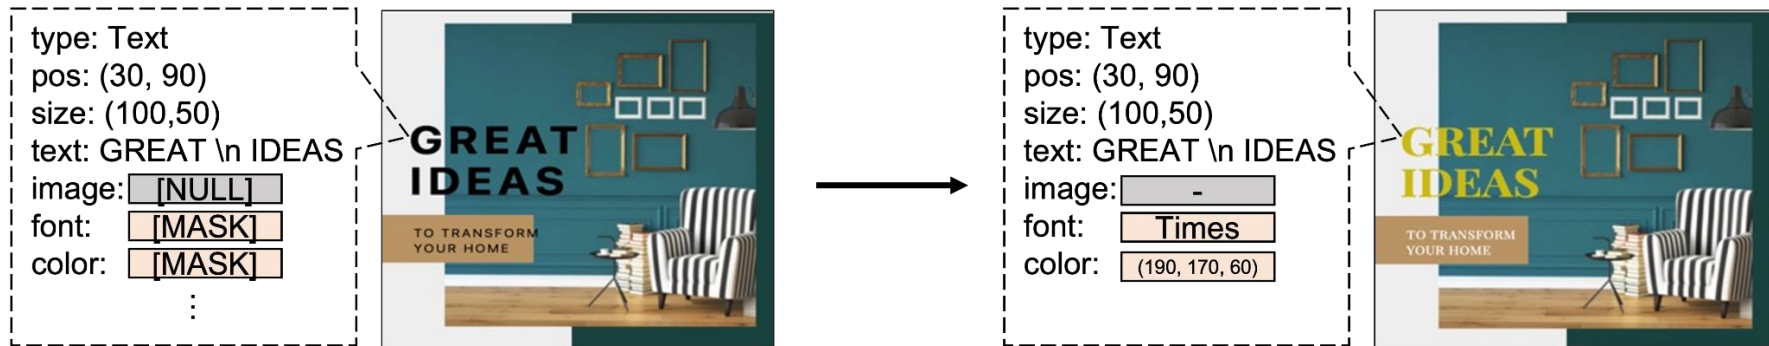 type: Text
pos: (30, 90)
size: (100,50)
text: GREAT \n IDEAS
image: [NULL]
font: [MASK]
color: [MASK]
⋮
GREAT
IDEAS
TO TRANSFORM
YOUR HOME
type: Text
pos: (30, 90)
size: (100,50)
text: GREAT \n IDEAS
image: -
font: Times
color: (190, 170, 60)
GREAT
IDEAS
TO TRANSFORM
YOUR HOME